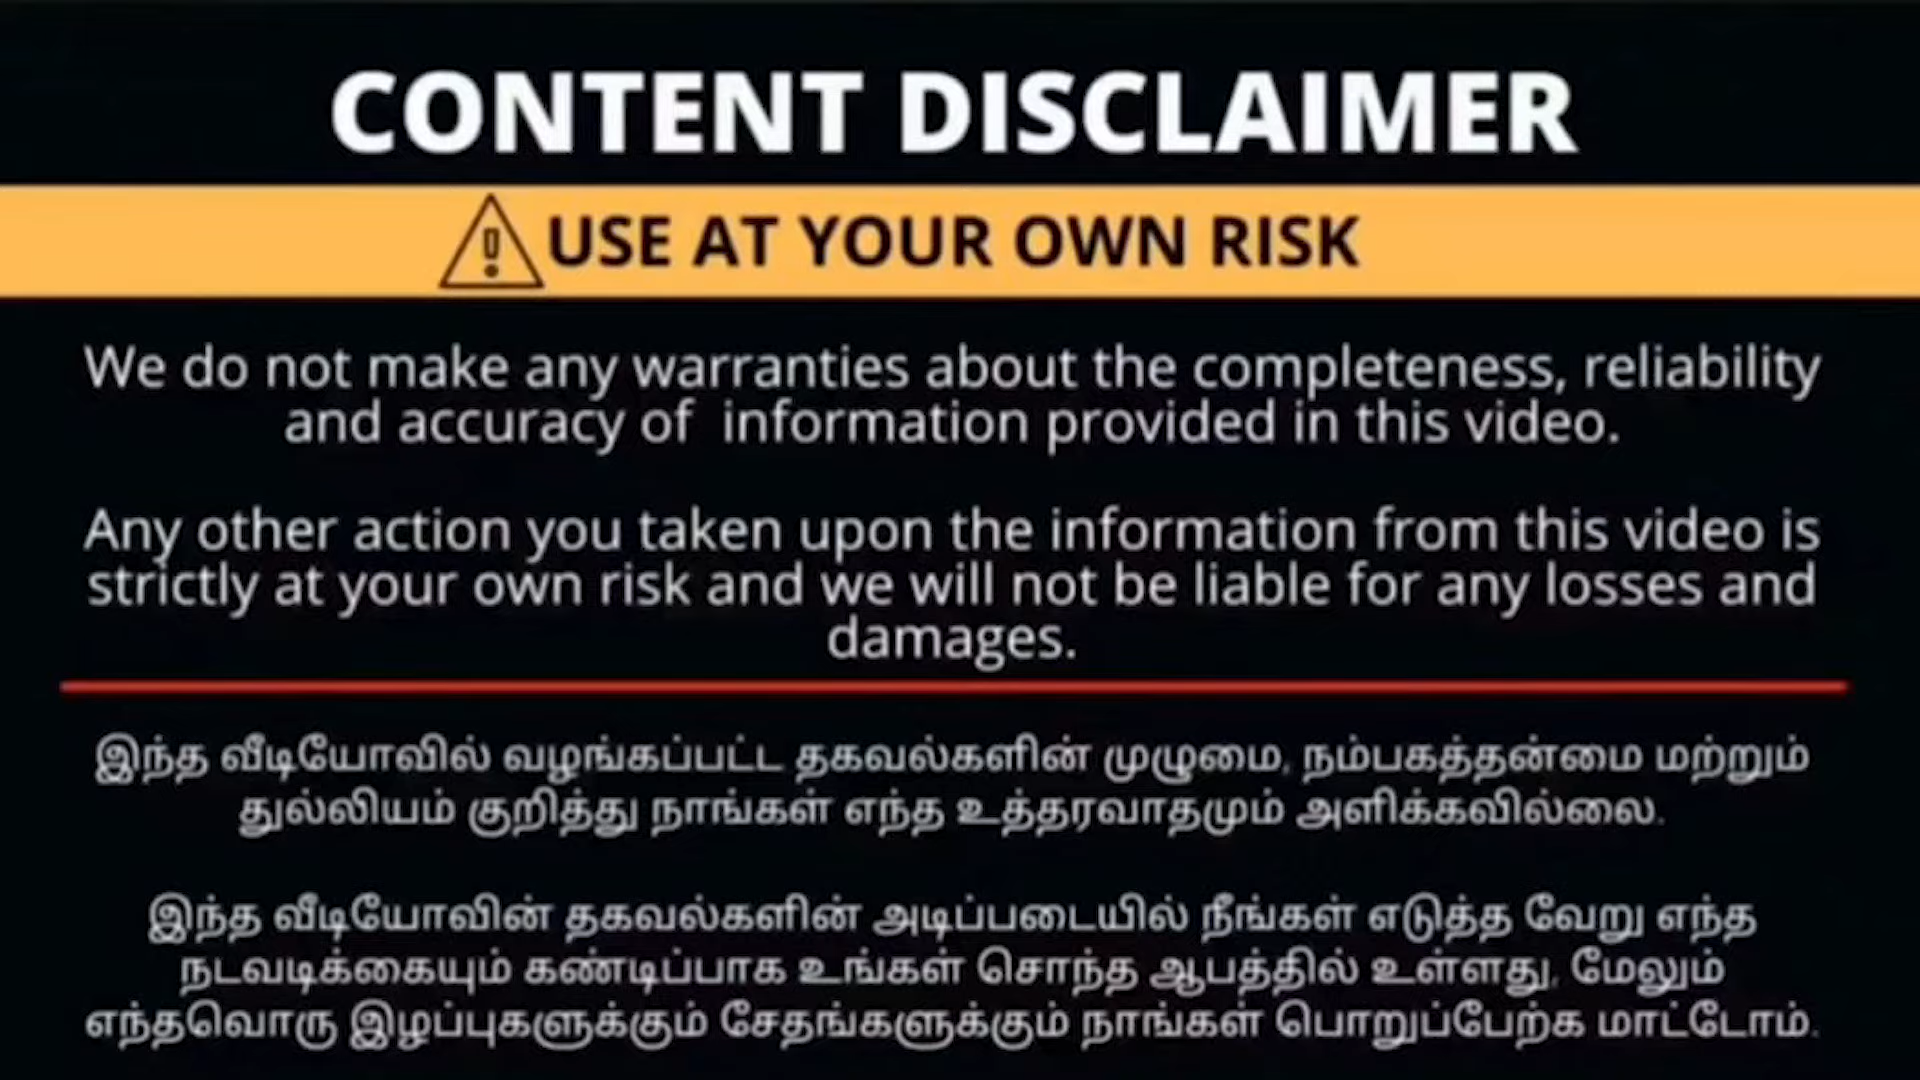 CONTENT DISCLAIMER
USE AT YOUR OWN RISK
We do not make any warranties about the completeness, reliability
and accuracy of information provided in this video.
Any other action you taken upon the information from this video is
strictly at your own risk and we will not be liable for any losses and
damages.
இந்த வீடியோவில் வழங்கப்பட்ட தகவல்களின் முழுமை, நம்பகத்தன்மை மற்றும்
துல்லியம் குறித்து நாங்கள் எந்த உத்தரவாதமும் அளிக்கவில்லை.
இந்த வீடியோவின் தகவல்களின் அடிப்படையில் நீங்கள் எடுத்த வேறு எந்த
நடவடிக்கையும் கண்டிப்பாக உங்கள் சொந்த ஆபத்தில் உள்ளது, மேலும்
எந்தவொரு இழப்புகளுக்கும் சேதங்களுக்கும் நாங்கள் பொறுப்பேற்க மாட்டோம்.